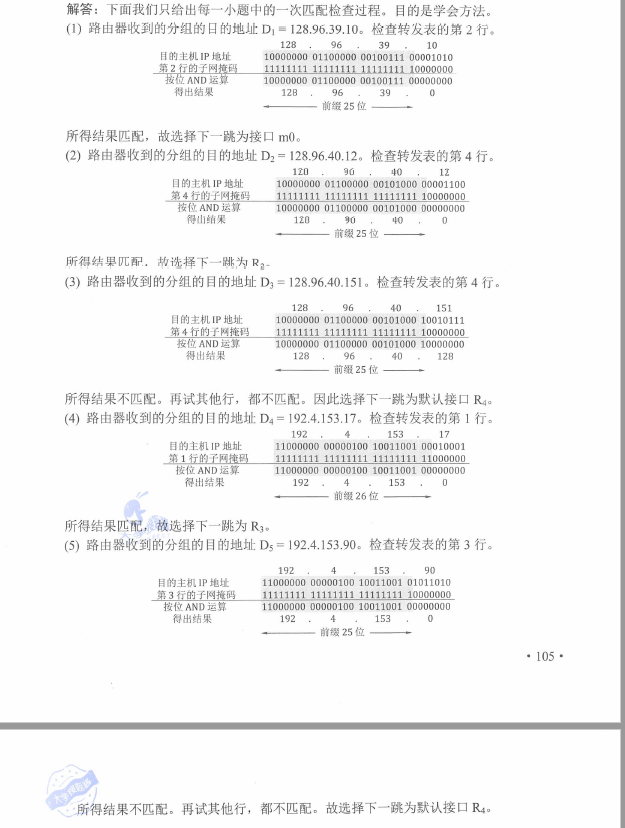 解答：下面我们只给出每一小题中的一次匹配检查过程。目的是学会方法。
(1) 路由器收到的分组的目的地址 D₁ = 128.96.39.10。检查转发表的第 2 行。
128 . 96 . 39 . 10
目的主机 IP 地址 10000000 01100000 00100111 00001010
第 2 行的子网掩码 11111111 11111111 11111111 10000000
按位 AND 运算 10000000 01100000 00100111 00000000
得出结果 128 . 96 . 39 . 0
前缀 25 位
所得结果匹配，故选择下一跳为接口 m0。
(2) 路由器收到的分组的目的地址 D₂ = 128.96.40.12。检查转发表的第 4 行。
128 . 96 . 40 . 12
目的主机 IP 地址 10000000 01100000 00101000 00001100
第 4 行的子网掩码 11111111 11111111 11111111 10000000
按位 AND 运算 10000000 01100000 00101000 00000000
得出结果 128 . 96 . 40 . 0
前缀 25 位
所得结果匹配，故选择下一跳为 R₂。
(3) 路由器收到的分组的目的地址 D₃ = 128.96.40.151。检查转发表的第 4 行。
128 . 96 . 40 . 151
目的主机 IP 地址 10000000 01100000 00101000 10010111
第 4 行的子网掩码 11111111 11111111 11111111 10000000
按位 AND 运算 10000000 01100000 00101000 10000000
得出结果 128 . 96 . 40 . 128
前缀 25 位
所得结果不匹配。再试其他行，都不匹配。因此选择下一跳为默认接口 R₄。
(4) 路由器收到的分组的目的地址 D₄ = 192.4.153.17。检查转发表的第 1 行。
192 . 4 . 153 . 17
目的主机 IP 地址 11000000 00000100 10011001 00010001
第 1 行的子网掩码 11111111 11111111 11111111 11000000
按位 AND 运算 11000000 00000100 10011001 00000000
得出结果 192 . 4 . 153 . 0
前缀 26 位
所得结果匹配，故选择下一跳为 R₃。
(5) 路由器收到的分组的目的地址 D₅ = 192.4.153.90。检查转发表的第 3 行。
192 . 4 . 153 . 90
目的主机 IP 地址 11000000 00000100 10011001 01011010
第 3 行的子网掩码 11111111 11111111 11111111 10000000
按位 AND 运算 11000000 00000100 10011001 00000000
得出结果 192 . 4 . 153 . 0
前缀 25 位
• 105 •
所得结果不匹配。再试其他行，都不匹配。故选择下一跳为默认接口 R₄。